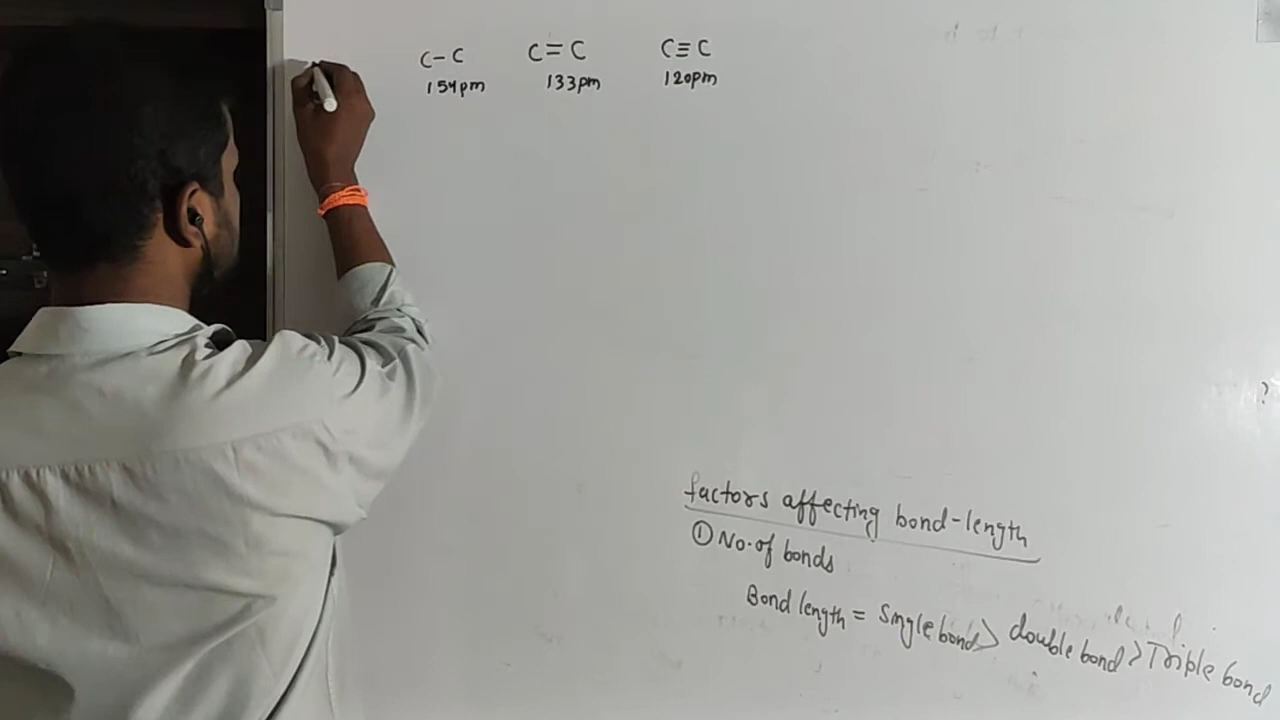 C-C C=C C≡C
154pm 133pm 120pm
factors affecting bond-length
① No.of bonds
Bond length = Single bond > double bond > Triple bond
?